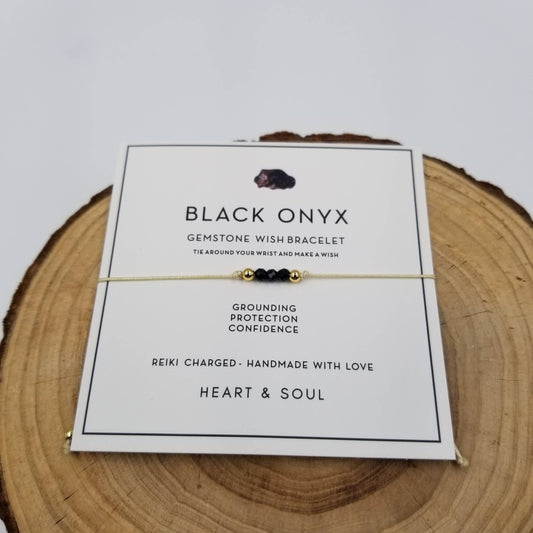 BLACK ONYX
GEMSTONE WISH BRACELET
TIE AROUND YOUR WRIST AND MAKE A WISH
GROUNDING
PROTECTION
CONFIDENCE
REIKI CHARGED · HANDMADE WITH LOVE
HEART & SOUL